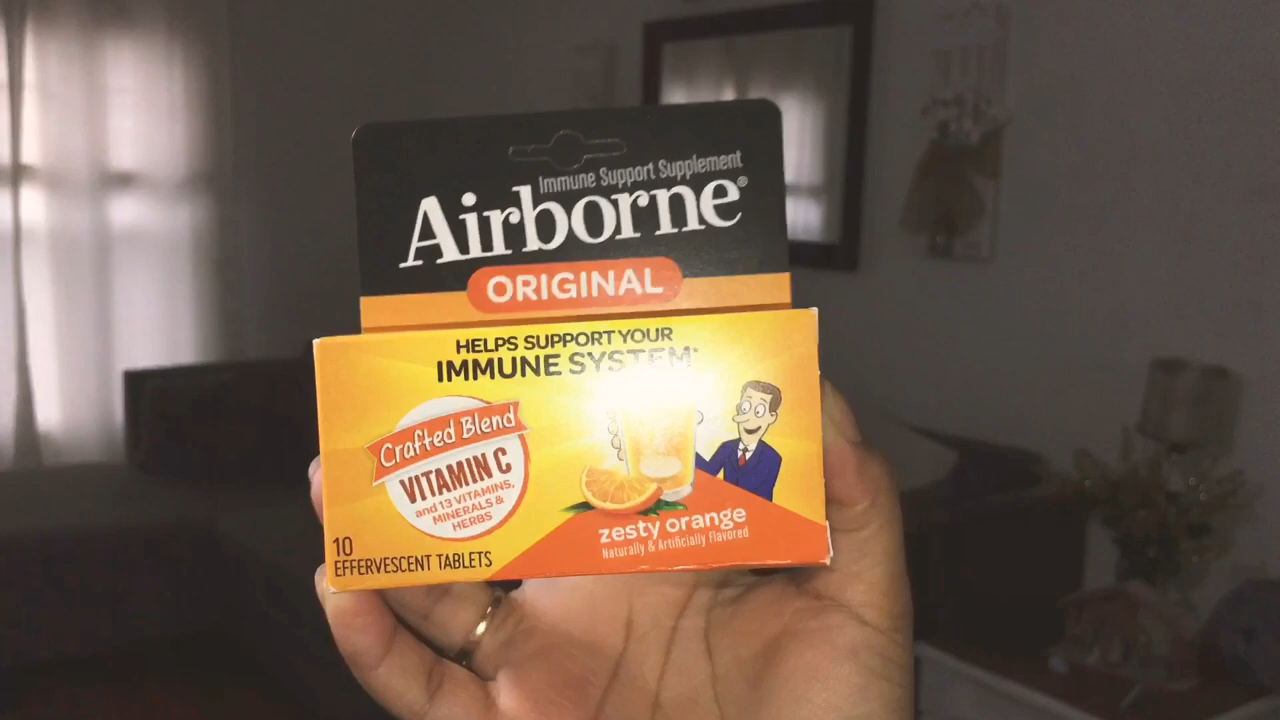 Immune Support Supplement
Airborne®
ORIGINAL
HELPS SUPPORT YOUR
IMMUNE SYSTEM*
Crafted Blend
VITAMIN C
and 13 VITAMINS,
MINERALS &
HERBS
10
EFFERVESCENT TABLETS
zesty orange
Naturally & Artificially Flavored